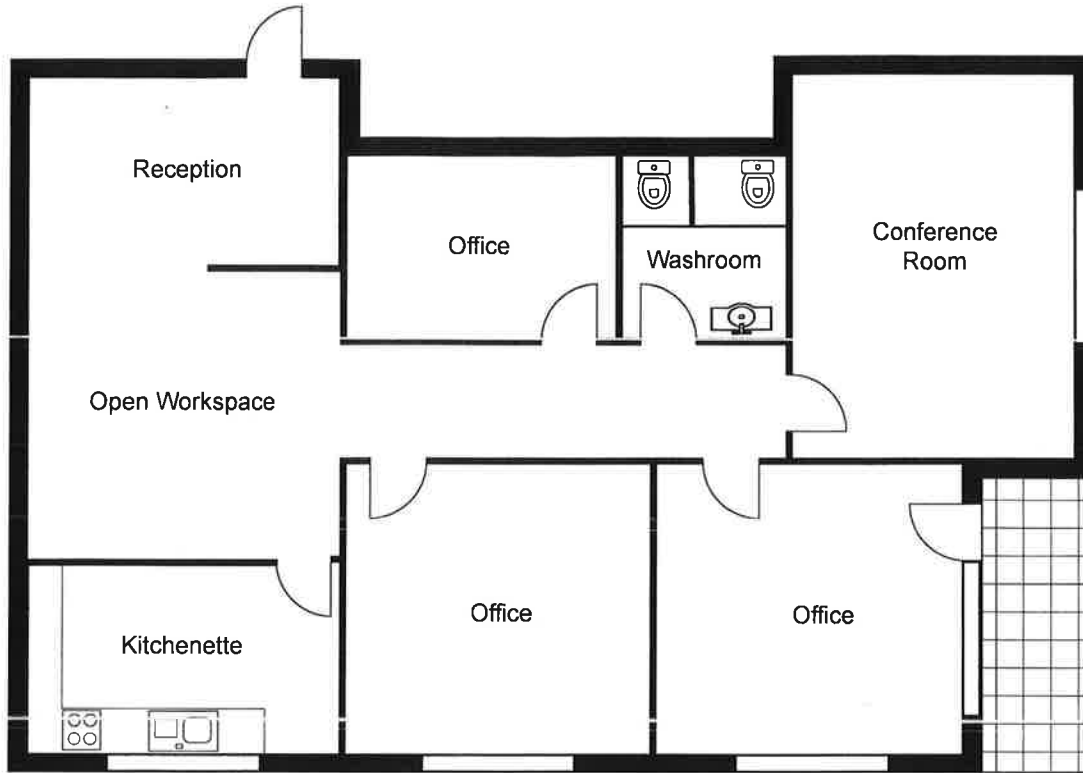 Reception
Office
Washroom
Conference
Room
Open Workspace
Kitchenette
Office
Office